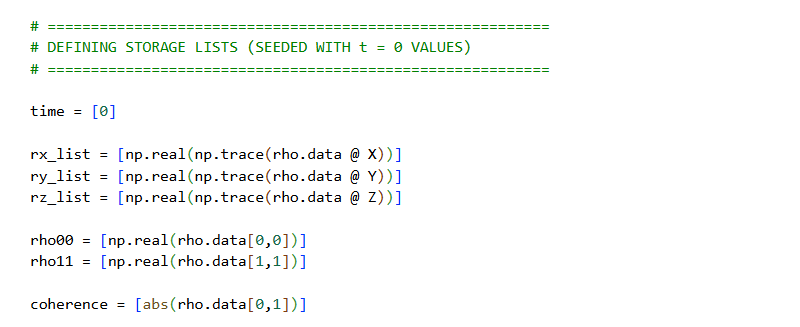 # ==========================================================
# DEFINING STORAGE LISTS (SEEDED WITH t = 0 VALUES)
# ==========================================================
time = [0]
rx_list = [np.real(np.trace(rho.data @ X))]
ry_list = [np.real(np.trace(rho.data @ Y))]
rz_list = [np.real(np.trace(rho.data @ Z))]
rho00 = [np.real(rho.data[0,0])]
rho11 = [np.real(rho.data[1,1])]
coherence = [abs(rho.data[0,1])]